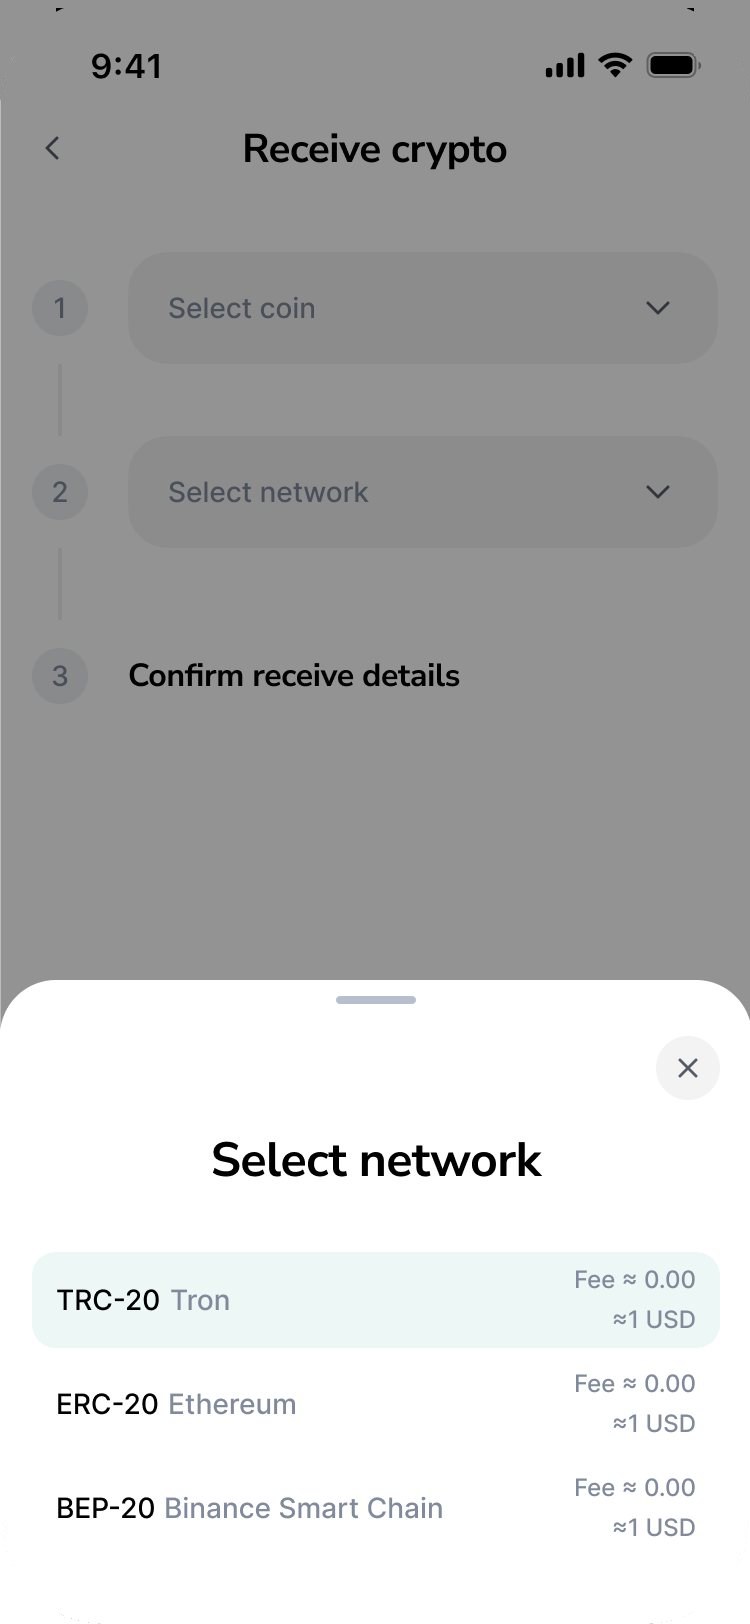 9:41
Receive crypto
1 Select coin
2 Select network
3 Confirm receive details
Select network
TRC-20 Tron
Fee ≈ 0.00
≈1 USD
ERC-20 Ethereum
Fee ≈ 0.00
≈1 USD
BEP-20 Binance Smart Chain
Fee ≈ 0.00
≈1 USD